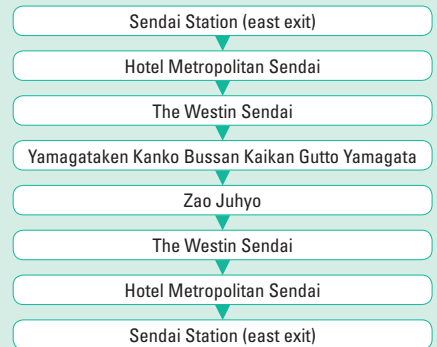 Sendai Station (east exit)
Hotel Metropolitan Sendai
The Westin Sendai
Yamagataken Kanko Bussan Kaikan Gutto Yamagata
Zao Juhyo
The Westin Sendai
Hotel Metropolitan Sendai
Sendai Station (east exit)